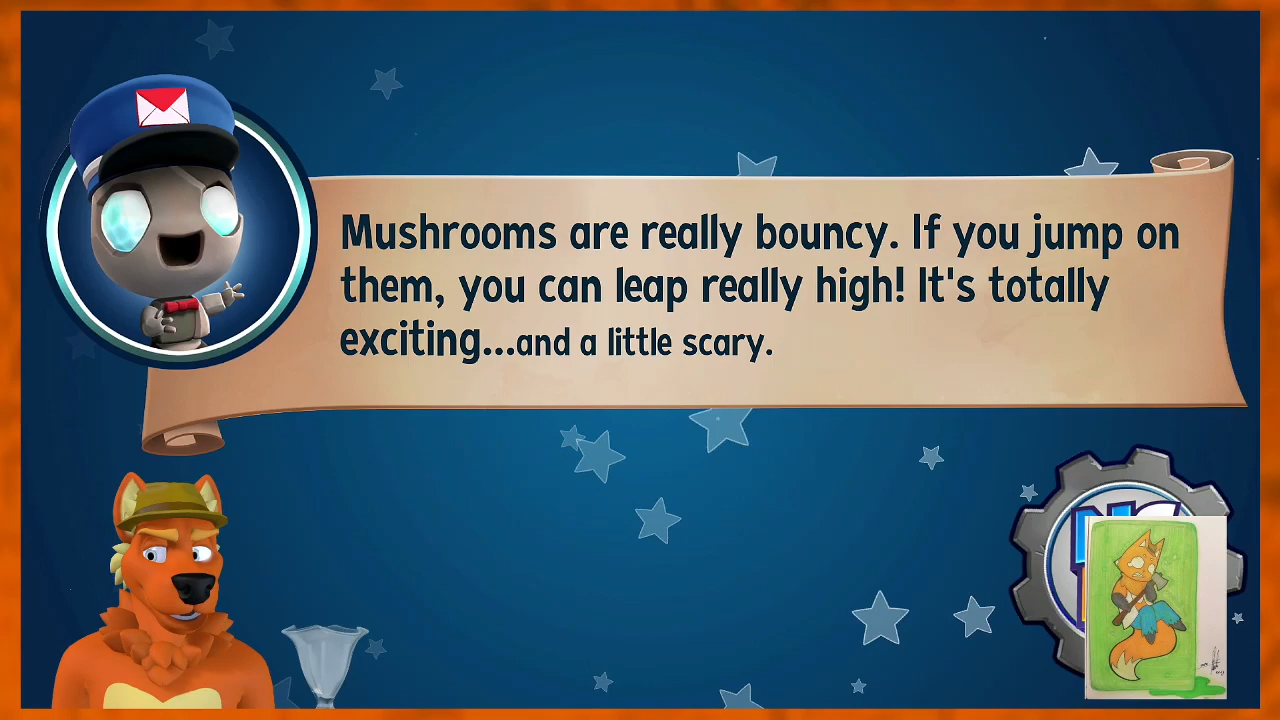 Mushrooms are really bouncy. If you jump on
them, you can leap really high! It's totally
exciting...and a little scary.